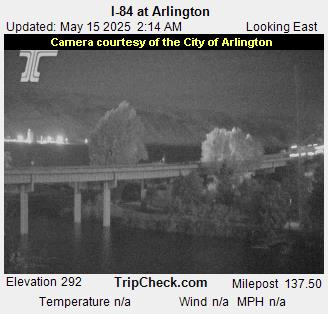 I-84 at Arlington
Updated: May 15 2025 2:14 AM Looking East
Camera courtesy of the City of Arlington
Elevation 292 TripCheck.com Milepost 137.50
Temperature n/a Wind n/a MPH n/a